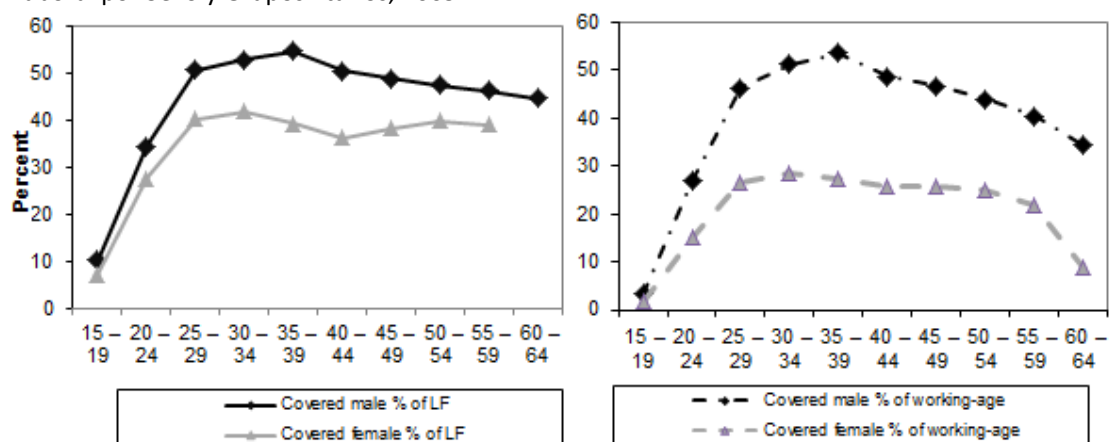 60
50
40
30
20
10
0
Percent
15 – 20 – 25 – 30 – 35 – 40 – 45 – 50 – 55 – 60 –
19 24 29 34 39 44 49 54 59 64
Covered male % of LF
Covered female % of LF
60
50
40
30
20
10
0
15 – 20 – 25 – 30 – 35 – 40 – 45 – 50 – 55 – 60 –
19 24 29 34 39 44 49 54 59 64
Covered male % of working-age
Covered female % of working-age